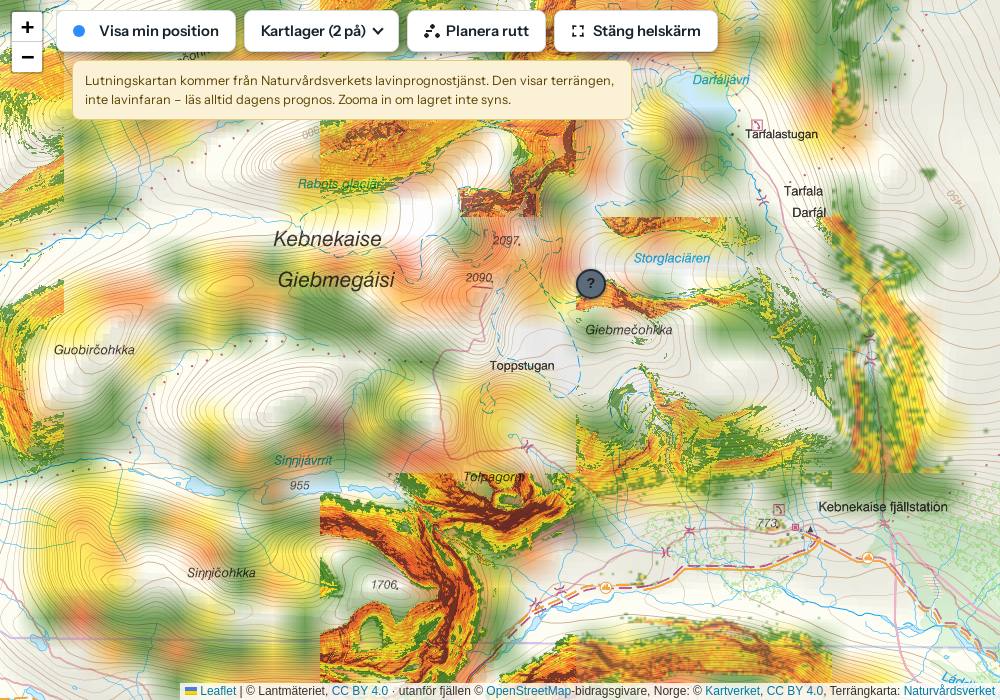 +
−
Visa min position
Kartlager (2 på)
Planera rutt
Stäng helskärm
Lutningskartan kommer från Naturvårdsverkets lavinprognostjänst. Den visar terrängen,
inte lavinfaran – läs alltid dagens prognos. Zooma in om lagret inte syns.
Darfáljávri
Tarfalastugan
Rabots glaciär
Tarfala
Darfál
1450
Kebnekaise
2097
Storglaciären
Giebmegáisi
2090
?
Giebmečohkka
Guobirčohkka
Toppstugan
Siŋŋijávrrit
955
Tolpagorni
Kebnekaise fjällstation
773
Siŋŋičohkka
1706
Leaflet | © Lantmäteriet, CC BY 4.0 · utanför fjällen © OpenStreetMap-bidragsgivare, Norge: © Kartverket, CC BY 4.0, Terrängkarta: Naturvårdsverket